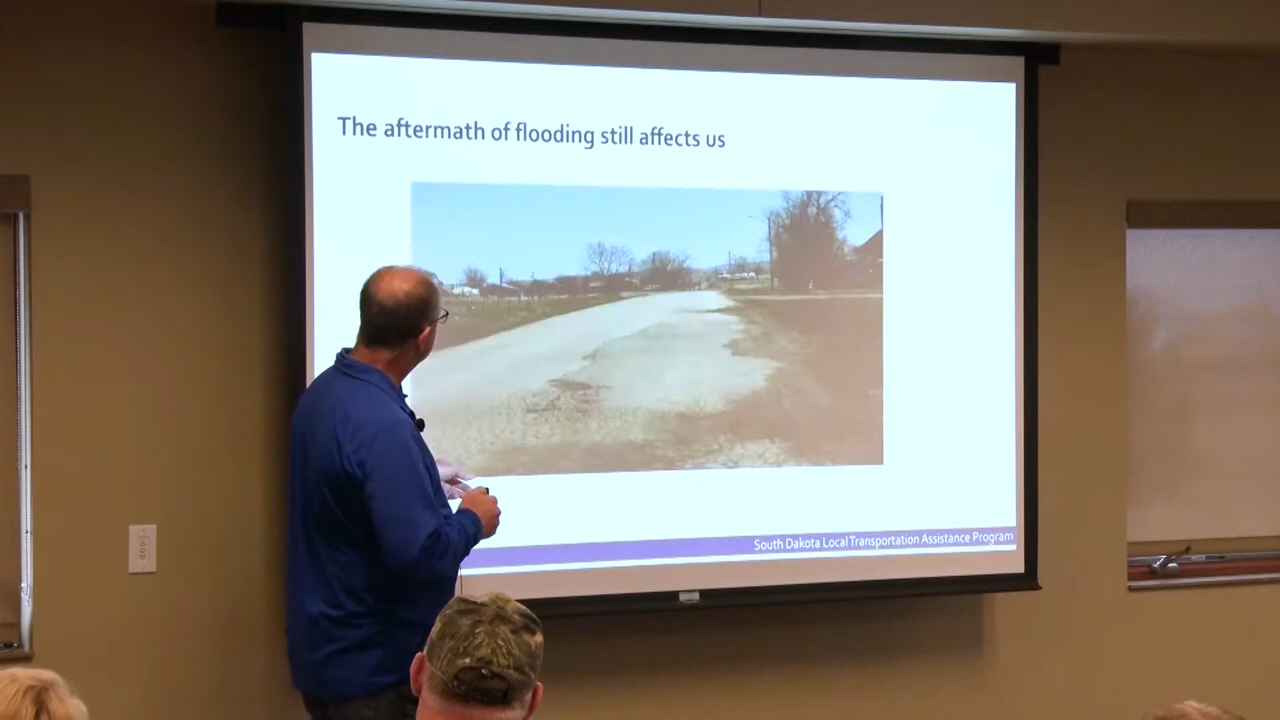 The aftermath of flooding still affects us
South Dakota Local Transportation Assistance Program